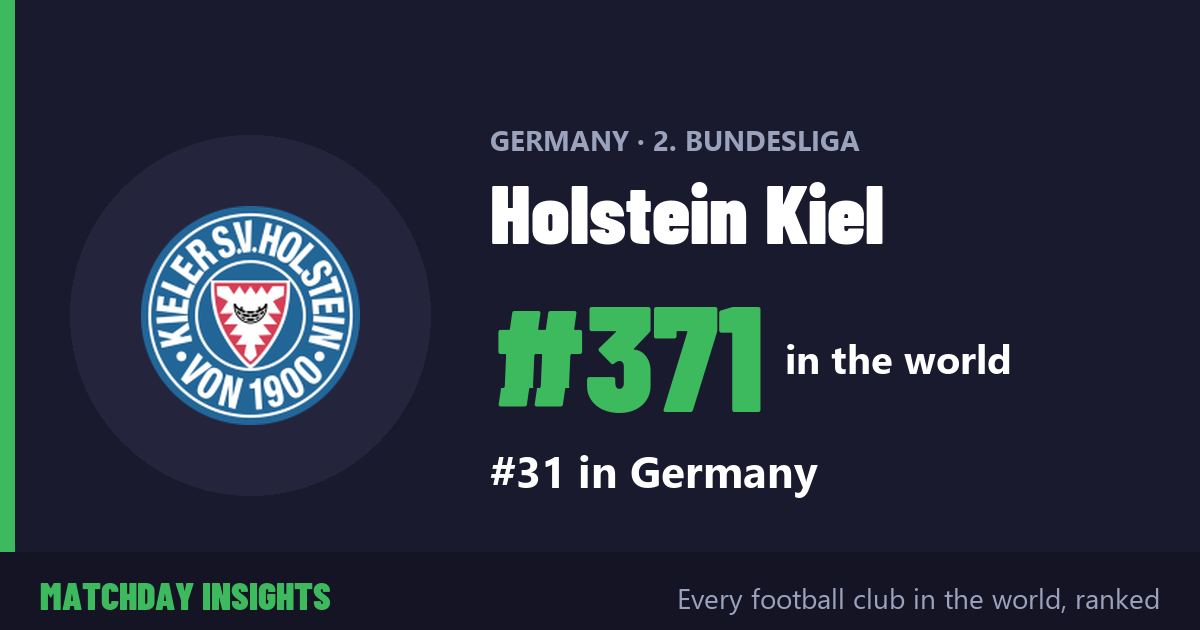 GERMANY · 2. BUNDESLIGA
Holstein Kiel
KIELER S.V. HOLSTEIN
· VON 1900 ·
#371 in the world
#31 in Germany
MATCHDAY INSIGHTS
Every football club in the world, ranked